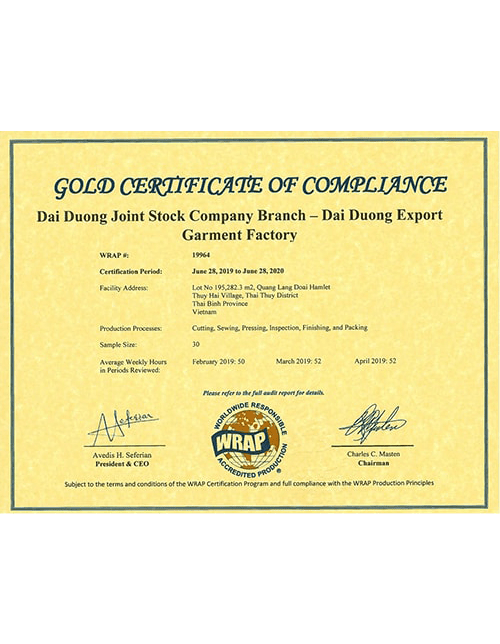 GOLD CERTIFICATE OF COMPLIANCE
Dai Duong Joint Stock Company Branch – Dai Duong Export
Garment Factory
WRAP #: 19964
Certification Period: June 28, 2019 to June 28, 2020
Facility Address: Lot No 195,282.3 m2, Quang Lang Doai Hamlet
Thuy Hai Village, Thai Thuy District
Thai Binh Province
Vietnam
Production Processes: Cutting, Sewing, Pressing, Inspection, Finishing, and Packing
Sample Size: 30
Average Weekly Hours
in Periods Reviewed: February 2019: 50 March 2019: 52 April 2019: 52
Please refer to the full audit report for details.
WORLDWIDE RESPONSIBLE
WRAP
ACCREDITED PRODUCTION®
Avedis H. Seferian
President & CEO
Charles C. Masten
Chairman
Subject to the terms and conditions of the WRAP Certification Program and full compliance with the WRAP Production Principles